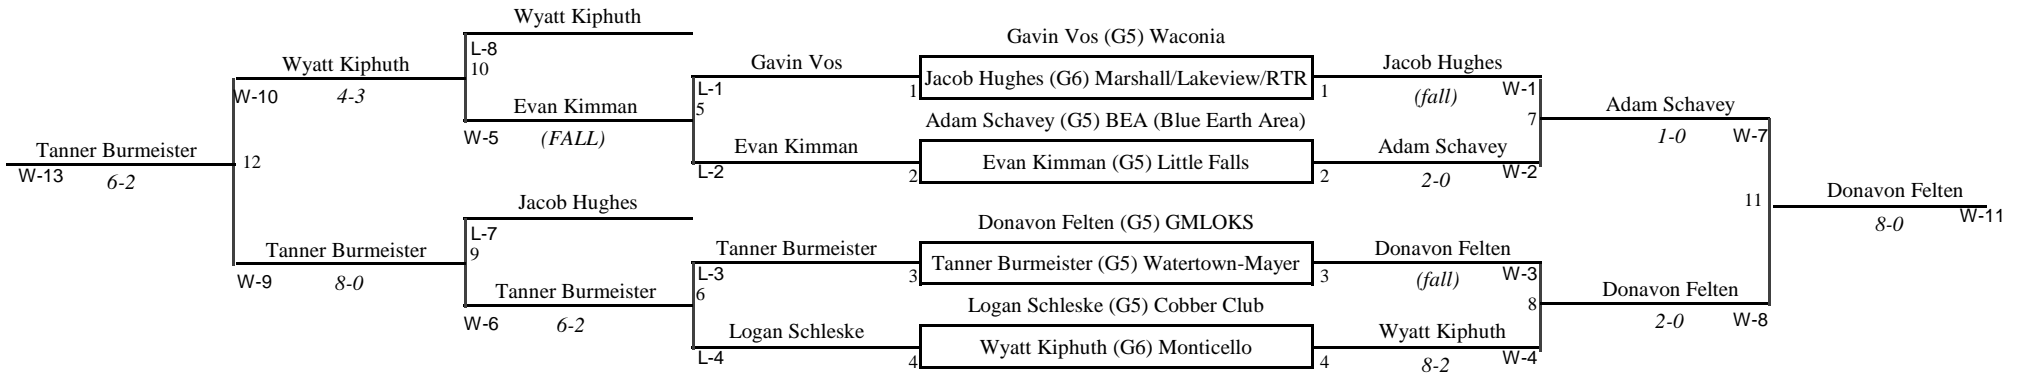 Wyatt Kiphuth
L-8
10
Wyatt Kiphuth
W-10
4-3
Evan Kimman
W-5
(FALL)
Tanner Burmeister
W-13
6-2
12
Jacob Hughes
L-7
9
Tanner Burmeister
W-9
8-0
Tanner Burmeister
W-6
6-2
Gavin Vos
L-1
5
1
Evan Kimman
L-2
2
Tanner Burmeister
L-3
6
3
Logan Schleske
L-4
4
Gavin Vos (G5) Waconia
Jacob Hughes (G6) Marshall/Lakeview/RTR
Adam Schavey (G5) BEA (Blue Earth Area)
Evan Kimman (G5) Little Falls
Donavon Felten (G5) GMLOKS
Tanner Burmeister (G5) Watertown-Mayer
Logan Schleske (G5) Cobber Club
Wyatt Kiphuth (G6) Monticello
Jacob Hughes
1
(fall)
W-1
7
Adam Schavey
2
2-0
W-2
Donavon Felten
3
(fall)
W-3
8
Wyatt Kiphuth
4
8-2
W-4
Adam Schavey
1-0
W-7
11
Donavon Felten
2-0
W-8
Donavon Felten
8-0
W-11